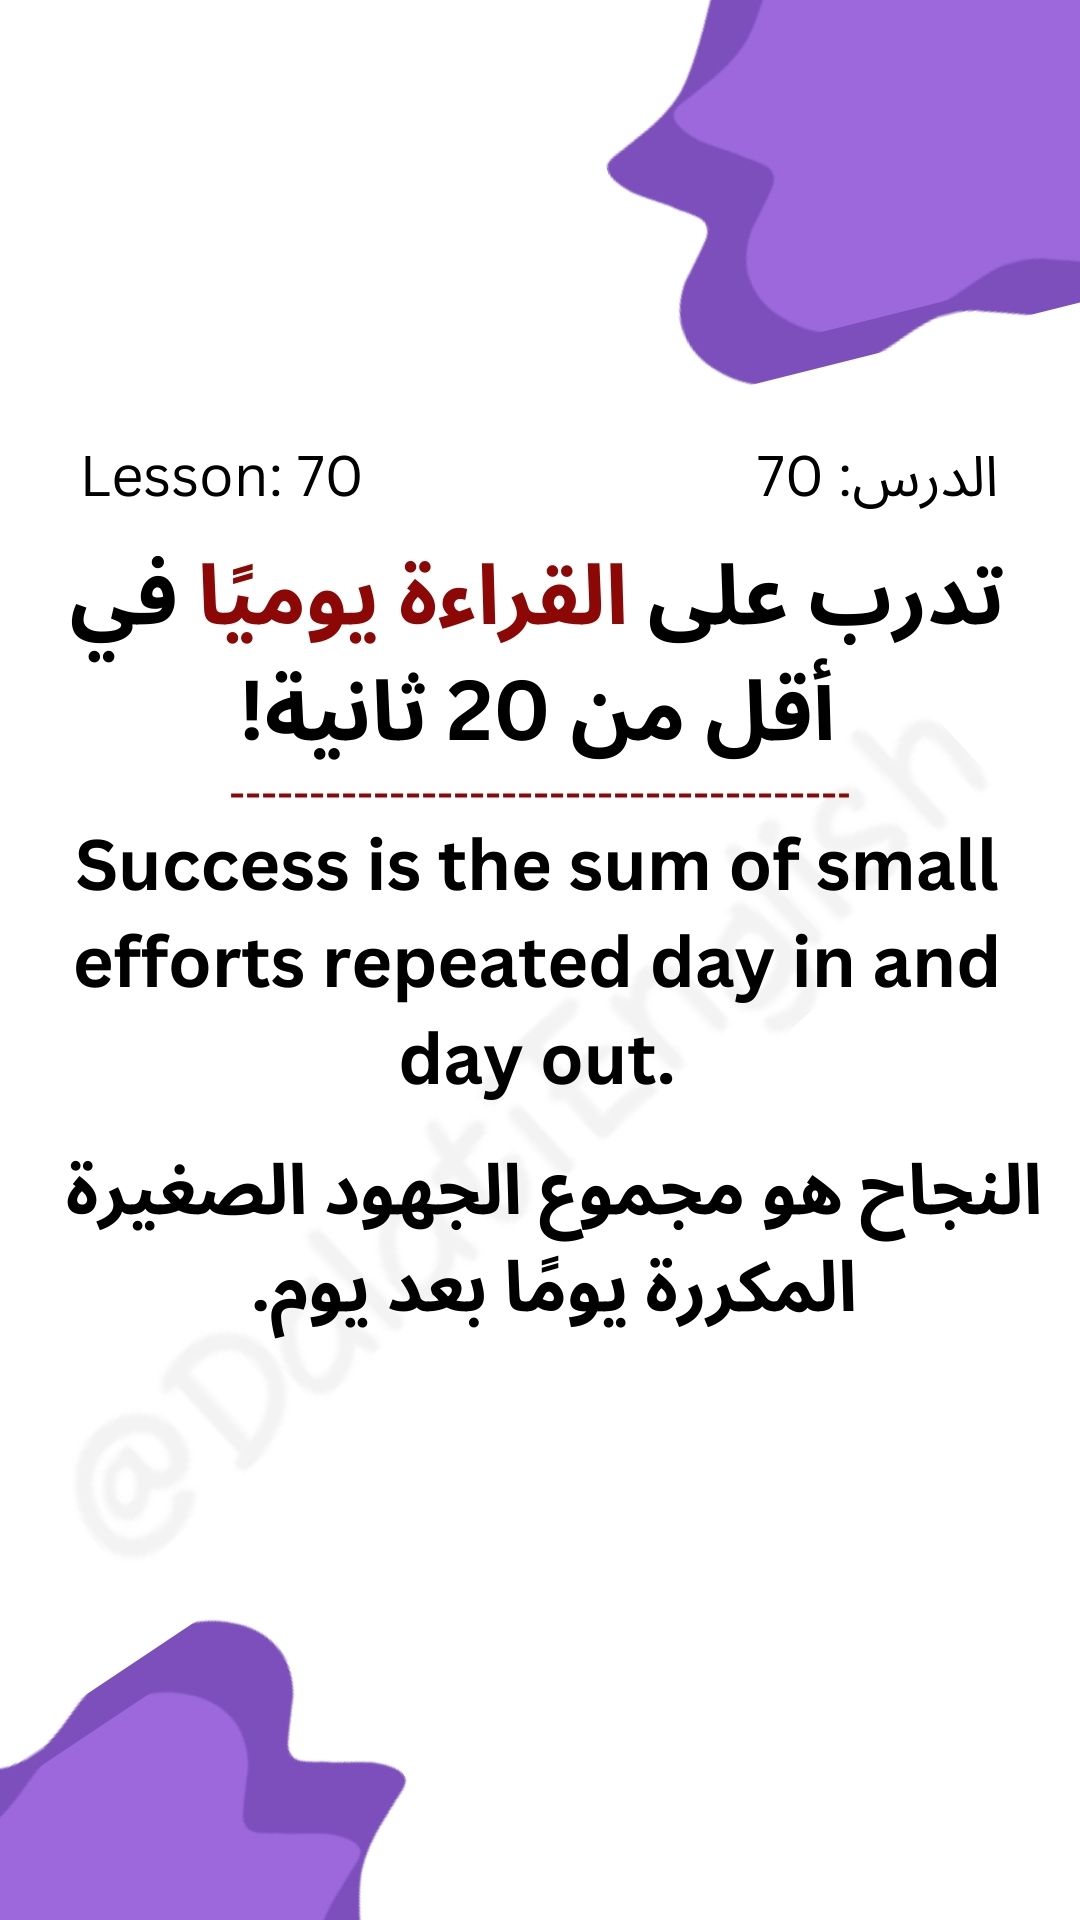 Lesson: 70
الدرس: 70
تدرب على القراءة يوميًا في
أقل من 20 ثانية!
---------------------------------------
Success is the sum of small
efforts repeated day in and
day out.
النجاح هو مجموع الجهود الصغيرة
المكررة يومًا بعد يوم.
@DalatiEnglish